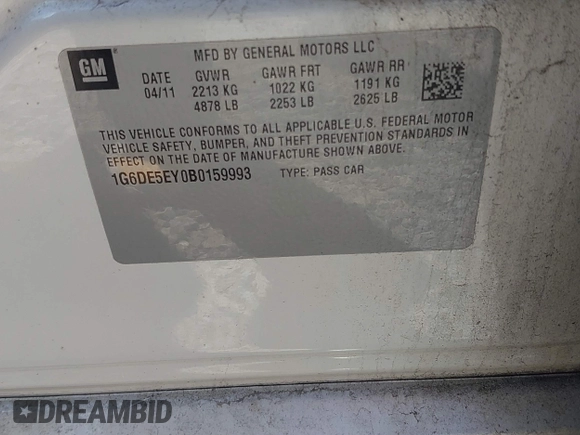 GM
MFD BY GENERAL MOTORS LLC
DATE GVWR GAWR FRT GAWR RR
04/11 2213 KG 1022 KG 1191 KG
4878 LB 2253 LB 2625 LB
THIS VEHICLE CONFORMS TO ALL APPLICABLE U.S. FEDERAL MOTOR
VEHICLE SAFETY, BUMPER, AND THEFT PREVENTION STANDARDS
IN EFFECT ON THE DATE OF MANUFACTURE SHOWN ABOVE.
1G6DE5EY0B0159993 TYPE: PASS CAR
DREAMBID